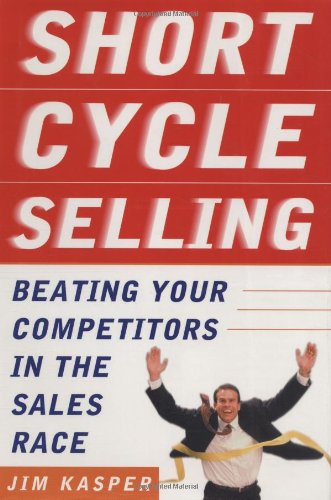 SHORT
CYCLE
SELLING
BEATING YOUR
COMPETITORS
IN THE
SALES
RACE
JIM KASPER